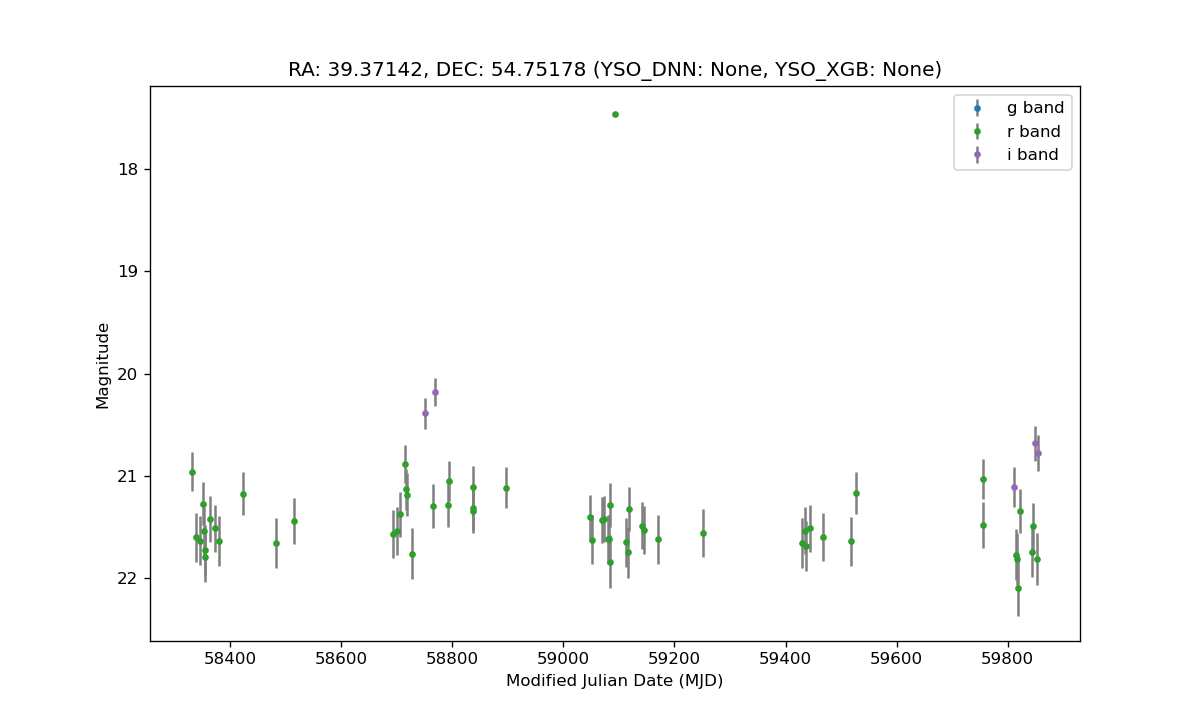 RA: 39.37142, DEC: 54.75178 (YSO_DNN: None, YSO_XGB: None)
g band
r band
i band
18
19
20
21
22
Magnitude
58400
58600
58800
59000
59200
59400
59600
59800
Modified Julian Date (MJD)